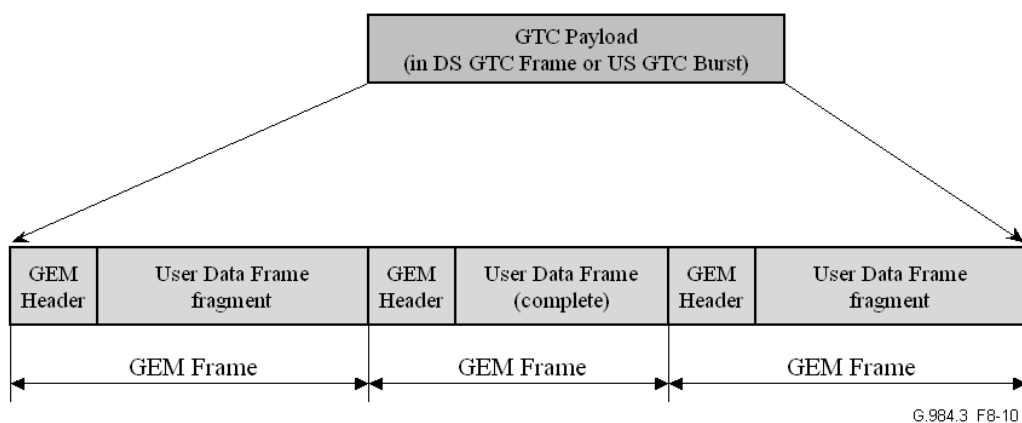 GTC Payload
(in DS GTC Frame or US GTC Burst)
GEM
Header
User Data Frame
fragment
GEM
Header
User Data Frame
(complete)
GEM
Header
User Data Frame
fragment
GEM Frame
GEM Frame
GEM Frame
G.984.3 F8-10